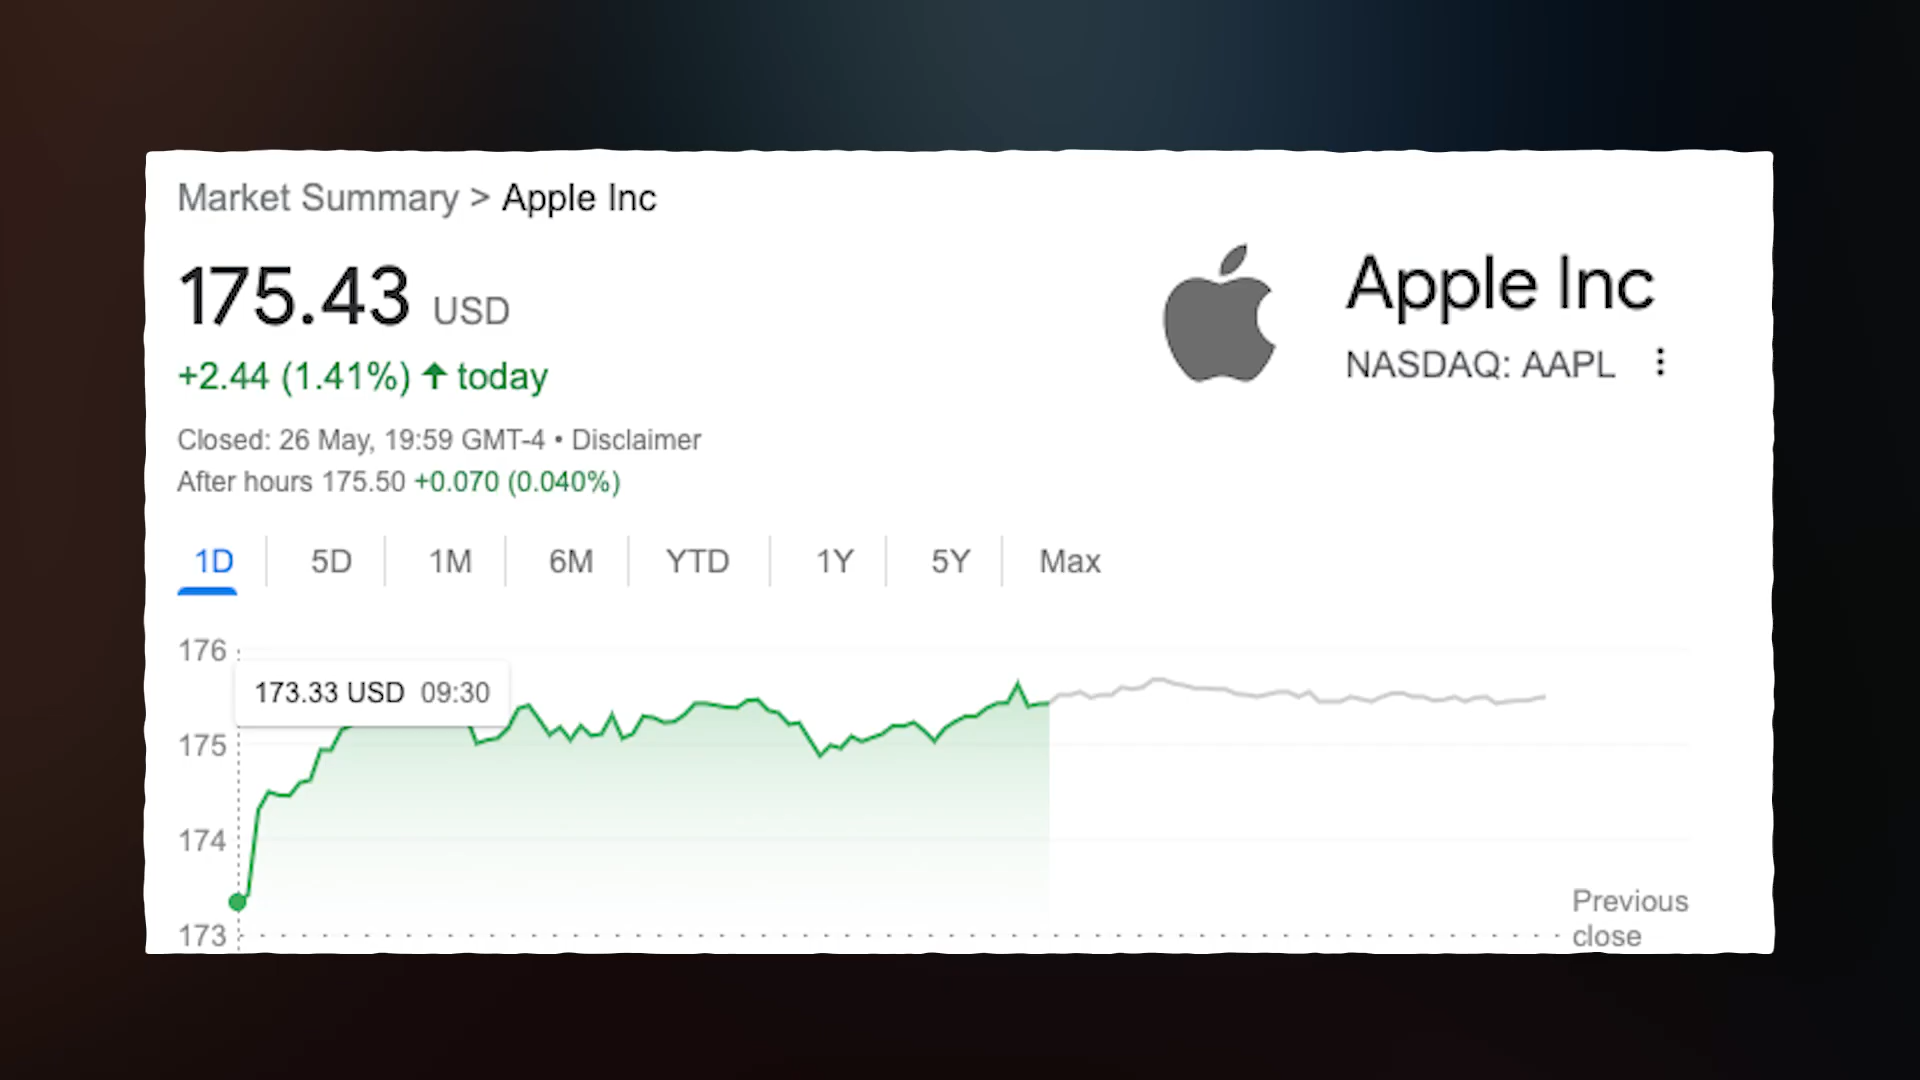 Market Summary > Apple Inc
175.43 USD
+2.44 (1.41%) ↑ today
Closed: 26 May, 19:59 GMT-4 • Disclaimer
After hours 175.50 +0.070 (0.040%)
Apple Inc
NASDAQ: AAPL
1D 5D 1M 6M YTD 1Y 5Y Max
176
173.33 USD 09:30
175
174
173
Previous
close